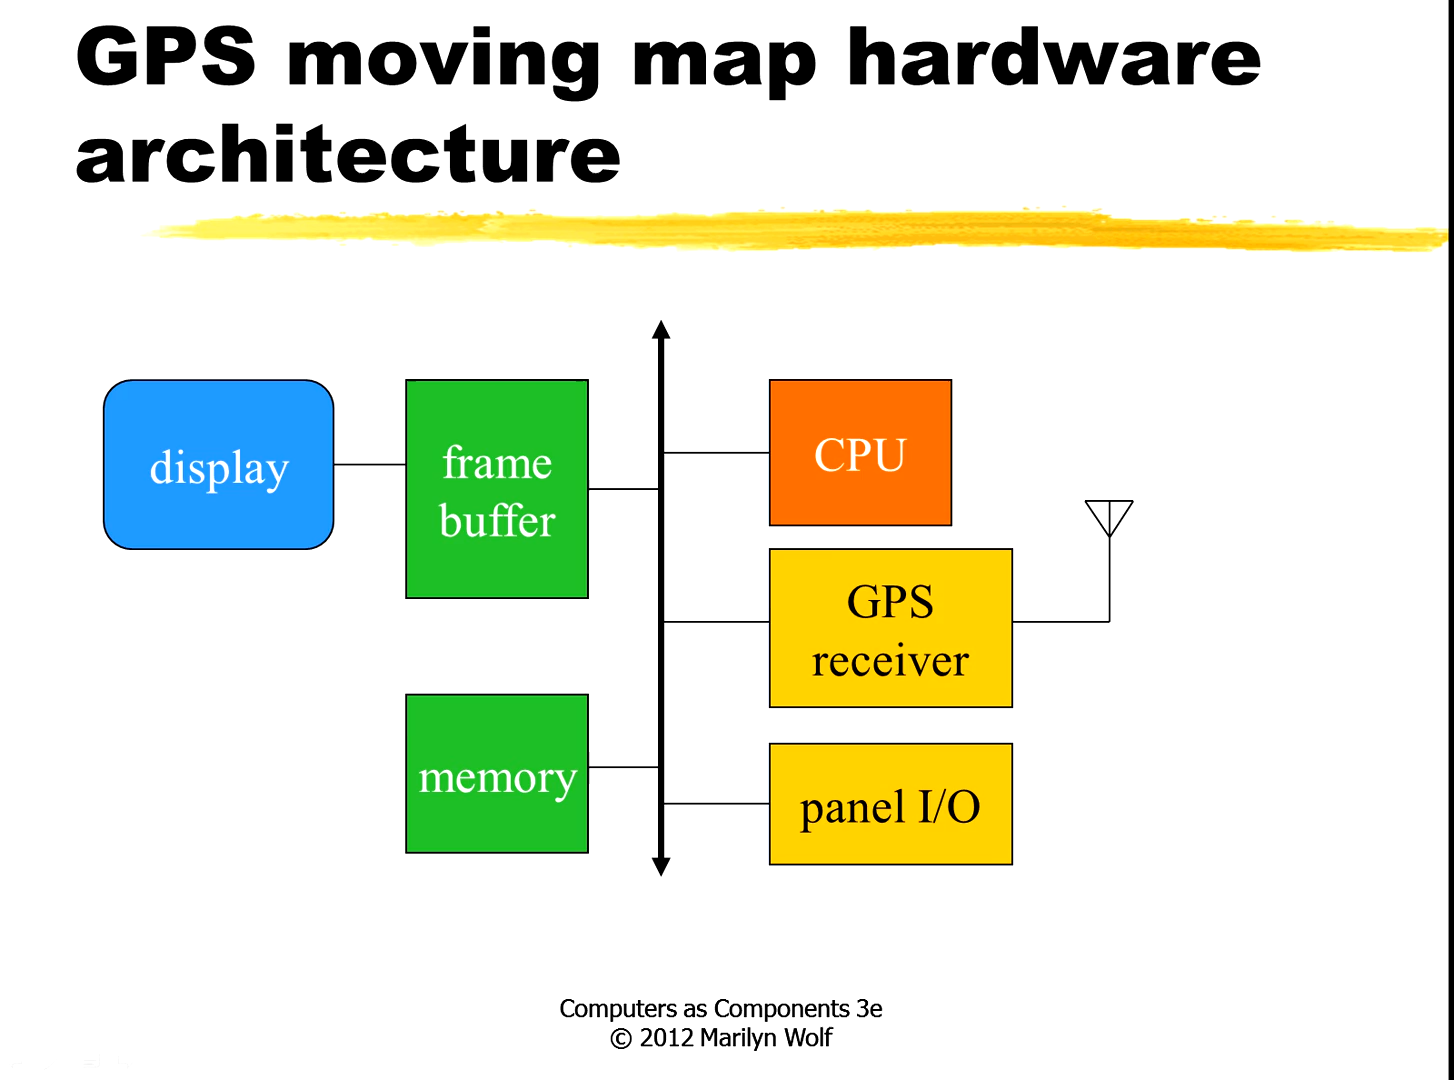 GPS moving map hardware
architecture
display
frame
buffer
CPU
GPS
receiver
memory
panel I/O
Computers as Components 3e
© 2012 Marilyn Wolf